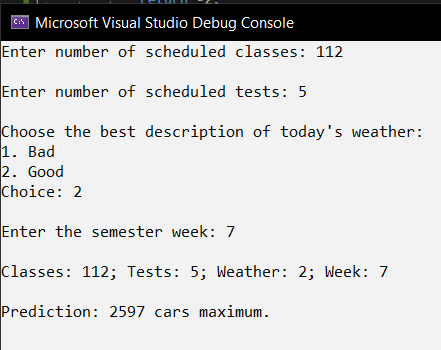 return -2;
Microsoft Visual Studio Debug Console
Enter number of scheduled classes: 112
Enter number of scheduled tests: 5
Choose the best description of today's weather:
1. Bad
2. Good
Choice: 2
Enter the semester week: 7
Classes: 112; Tests: 5; Weather: 2; Week: 7
Prediction: 2597 cars maximum.